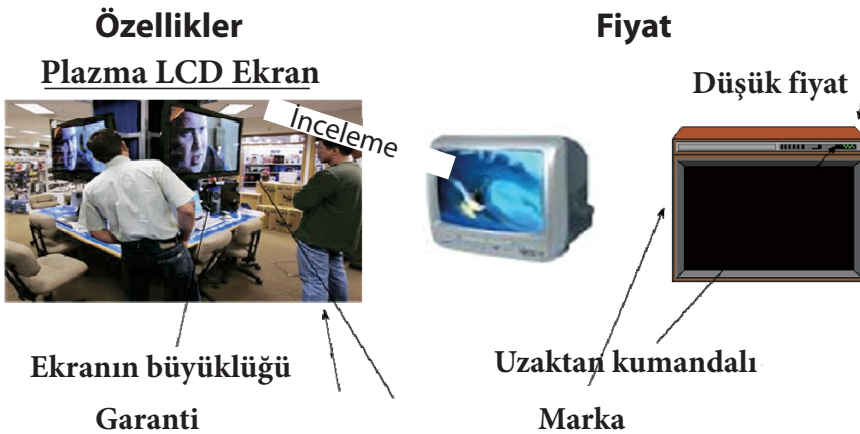 Özellikler
Fiyat
Plazma LCD Ekran
Düşük fiyat
İnceleme
Ekranın büyüklüğü
Uzaktan kumandalı
Garanti
Marka